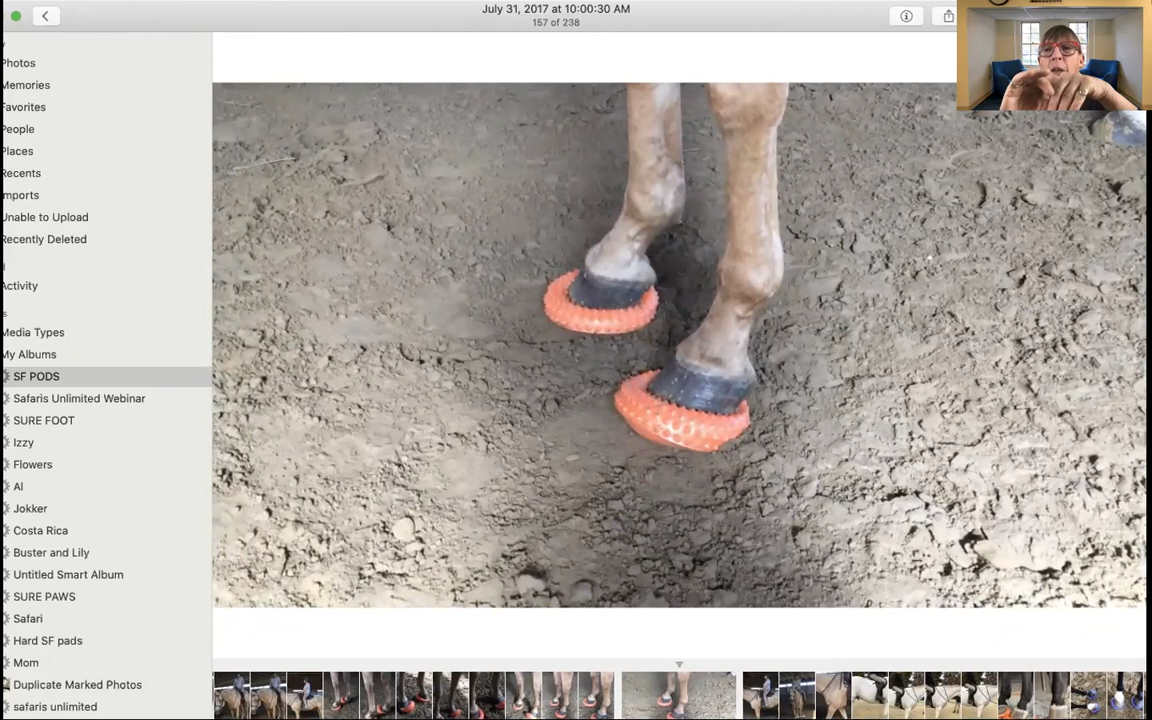 July 31, 2017 at 10:00:30 AM
157 of 238
Photos
Memories
Favorites
People
Places
Recents
mports
Unable to Upload
Recently Deleted
Activity
s
Media Types
My Albums
SF PODS
Safaris Unlimited Webinar
SURE FOOT
Izzy
Flowers
Al
Jokker
Costa Rica
Buster and Lily
Untitled Smart Album
SURE PAWS
Safari
Hard SF pads
Mom
Duplicate Marked Photos
safaris unlimited